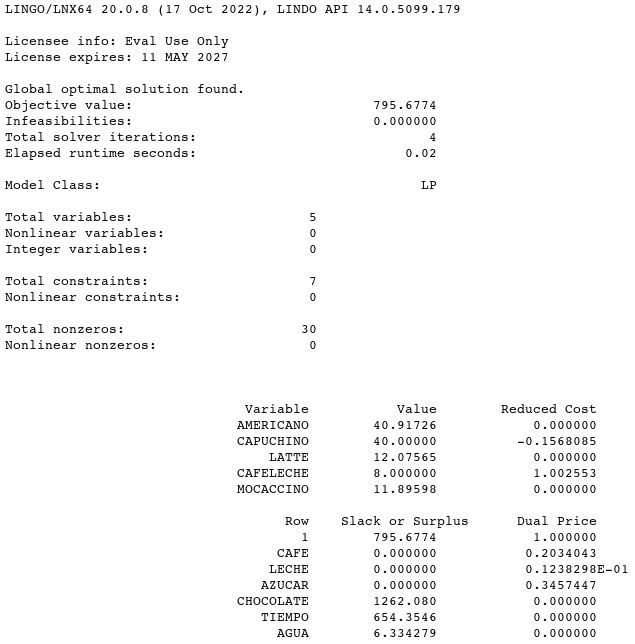 LINGO/LNX64 20.0.8 (17 Oct 2022), LINDO API 14.0.5099.179
Licensee info: Eval Use Only
License expires: 11 MAY 2027
Global optimal solution found.
Objective value: 795.6774
Infeasibilities: 0.000000
Total solver iterations: 4
Elapsed runtime seconds: 0.02
Model Class: LP
Total variables: 5
Nonlinear variables: 0
Integer variables: 0
Total constraints: 7
Nonlinear constraints: 0
Total nonzeros: 30
Nonlinear nonzeros: 0
Variable Value Reduced Cost
AMERICANO 40.91726 0.000000
CAPUCHINO 40.00000 -0.1568085
LATTE 12.07565 0.000000
CAFELECHE 8.000000 1.002553
MOCACCINO 11.89598 0.000000
Row Slack or Surplus Dual Price
1 795.6774 1.000000
CAFE 0.000000 0.2034043
LECHE 0.000000 0.1238298E-01
AZUCAR 0.000000 0.3457447
CHOCOLATE 1262.080 0.000000
TIEMPO 654.3546 0.000000
AGUA 6.334279 0.000000